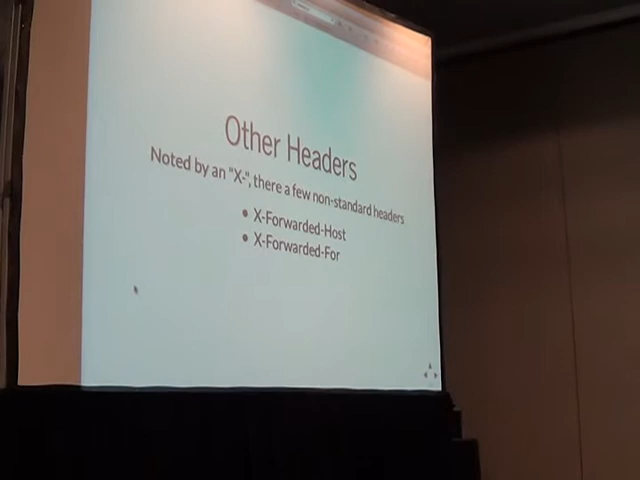 Other Headers
Noted by an "X-", there a few non-standard headers
• X-Forwarded-Host
• X-Forwarded-For